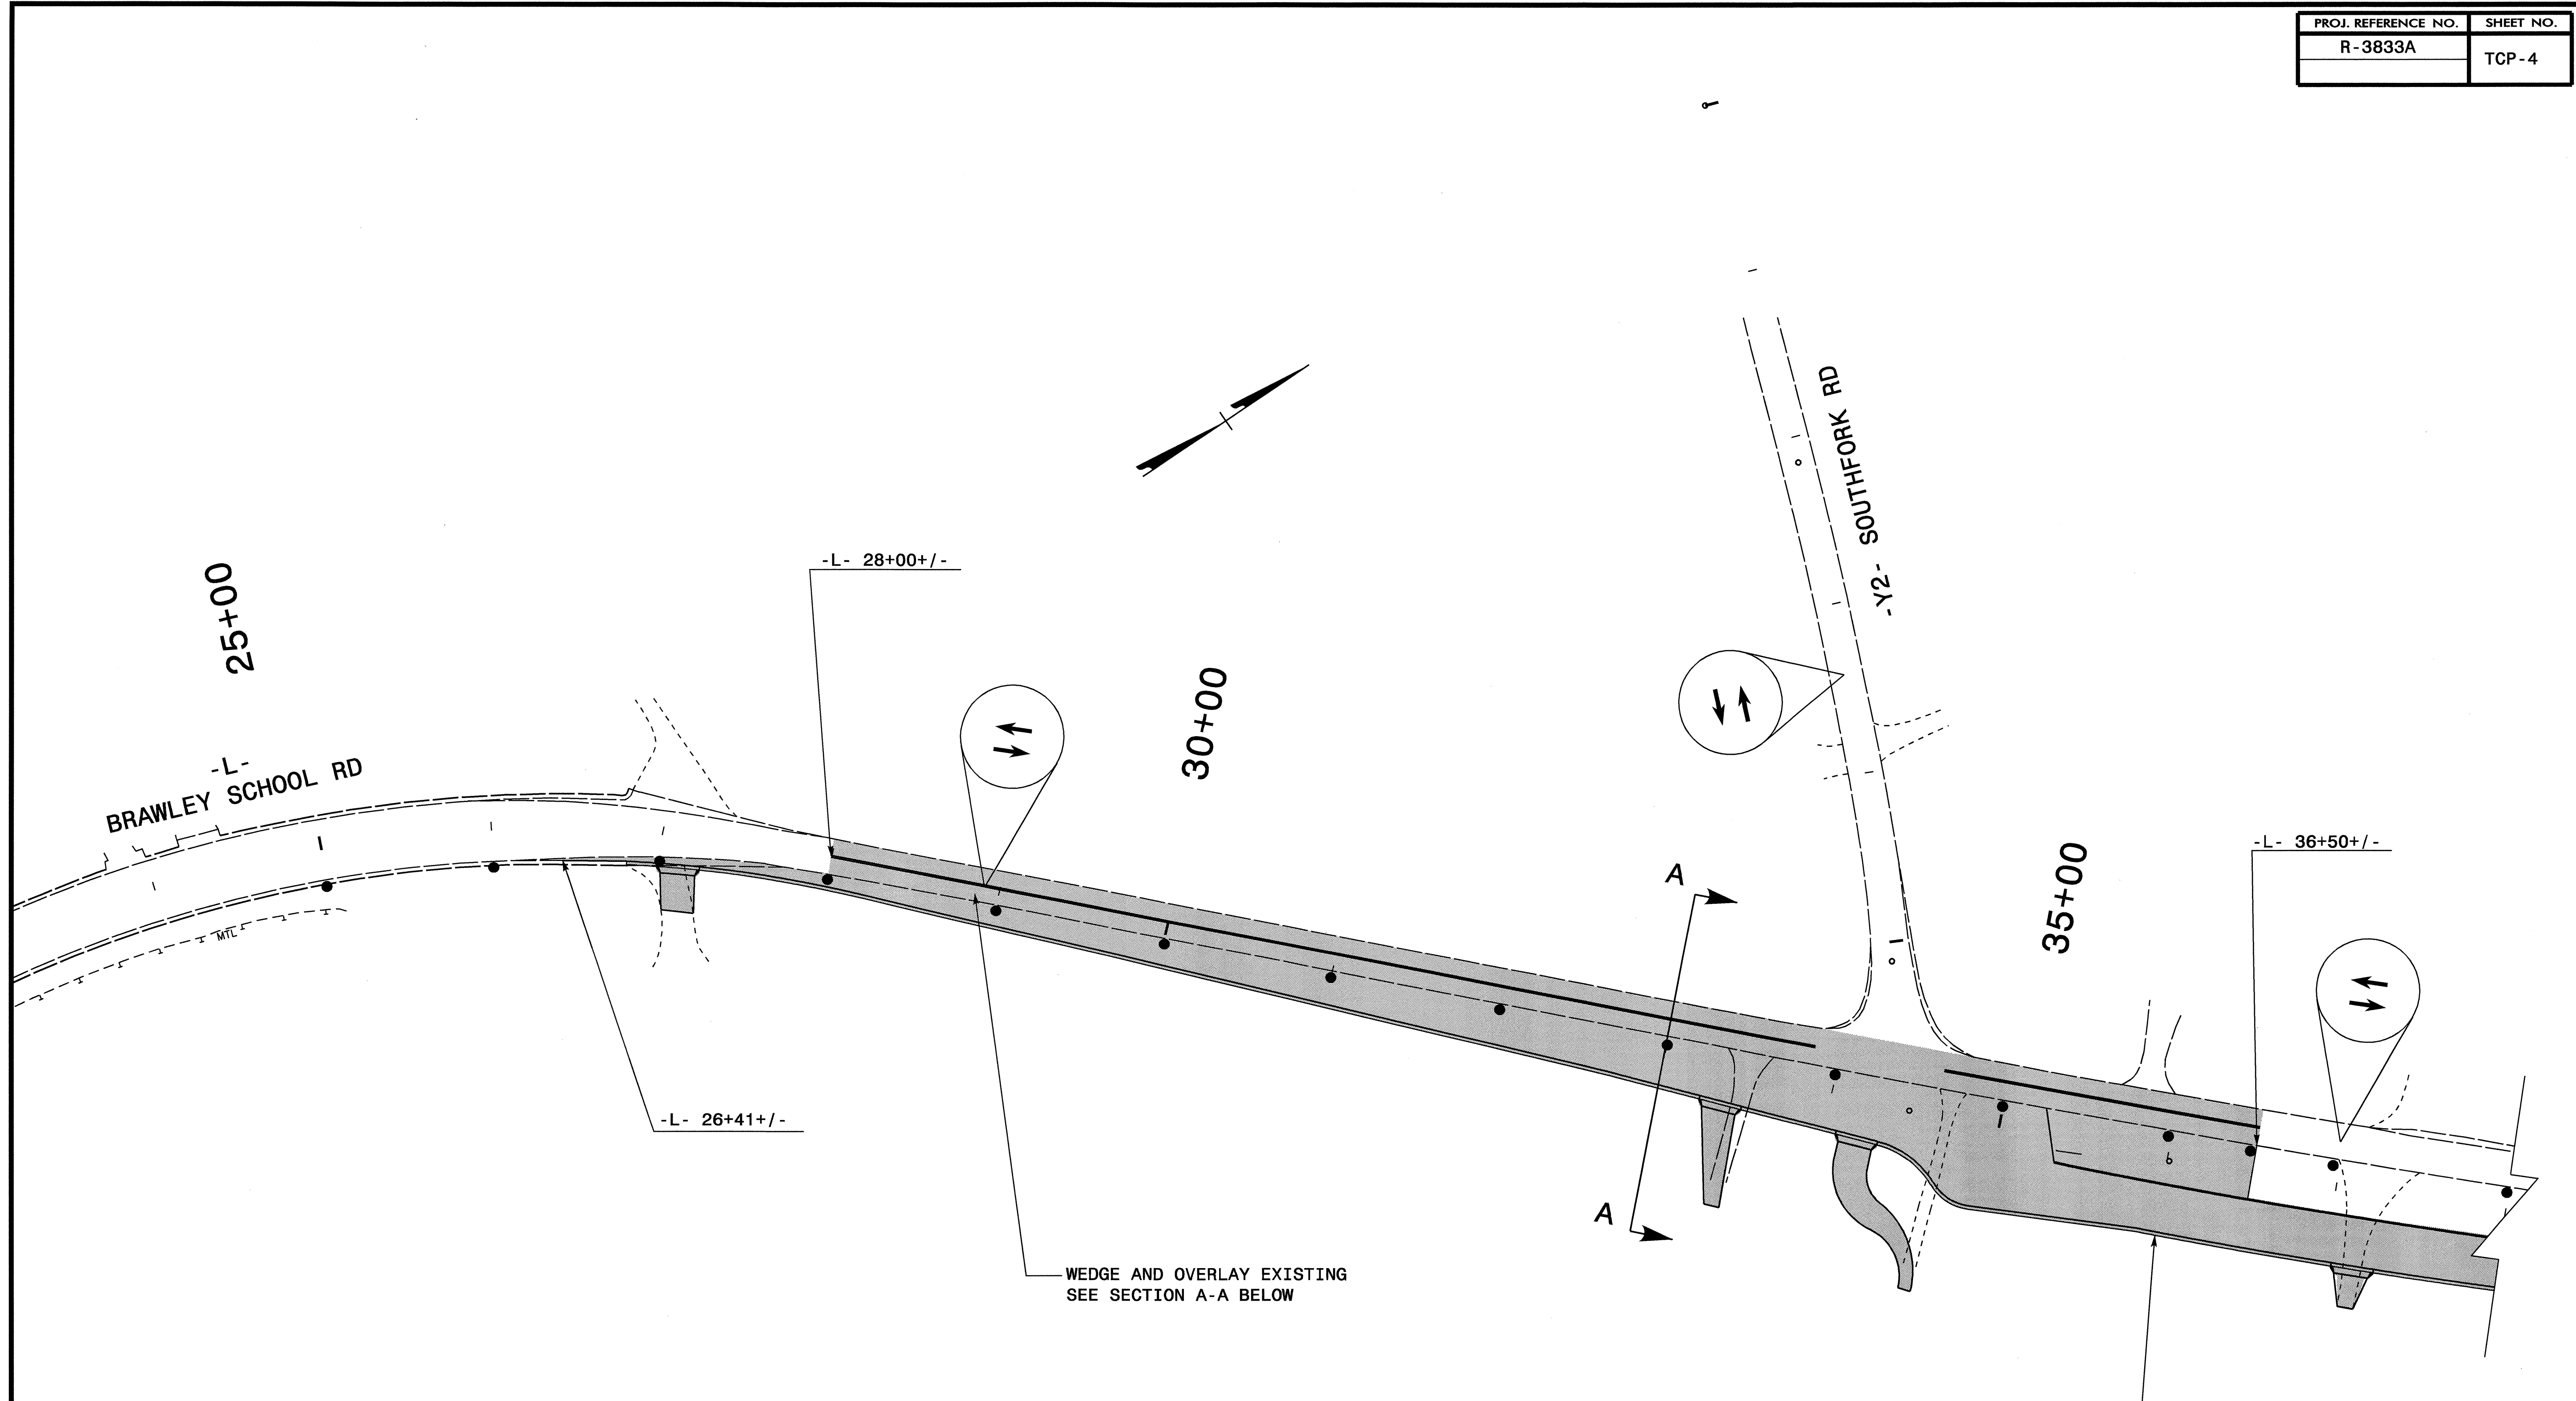 PROJ. REFERENCE NO. SHEET NO.
R-3833A
TCP-4
-Y2- SOUTHFORK RD
-L- 28+00+/-
25+00
30+00
-L-
BRAWLEY SCHOOL RD
35+00
-L- 36+50+/-
A
MTL
-L- 26+41+/-
A
WEDGE AND OVERLAY EXISTING
SEE SECTION A-A BELOW